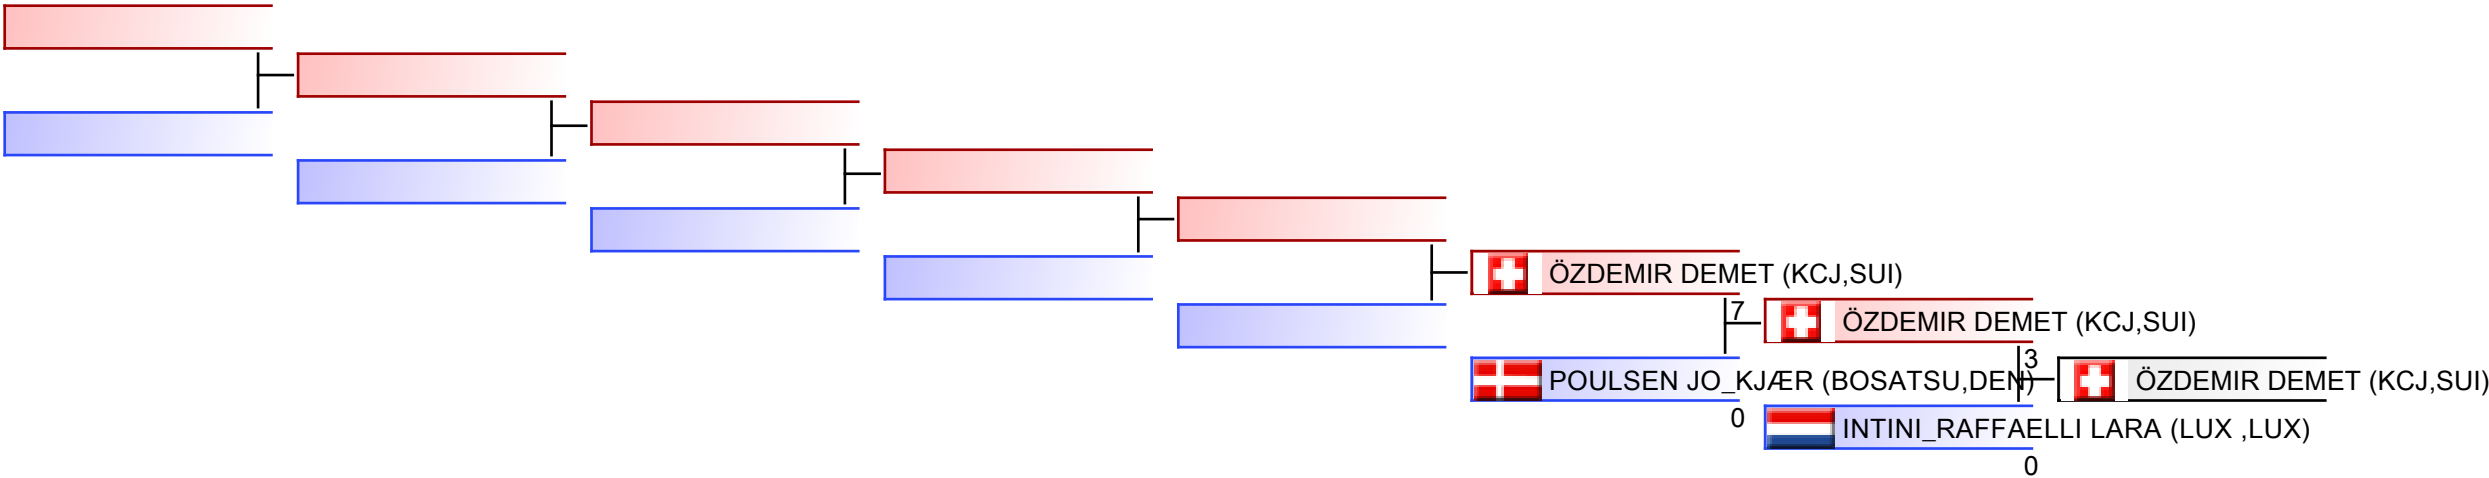 ÖZDEMIR DEMET (KCJ,SUI)
7
ÖZDEMIR DEMET (KCJ,SUI)
3
POULSEN JO_KJÆR (BOSATSU,DEN)
ÖZDEMIR DEMET (KCJ,SUI)
0
INTINI_RAFFAELLI LARA (LUX ,LUX)
0